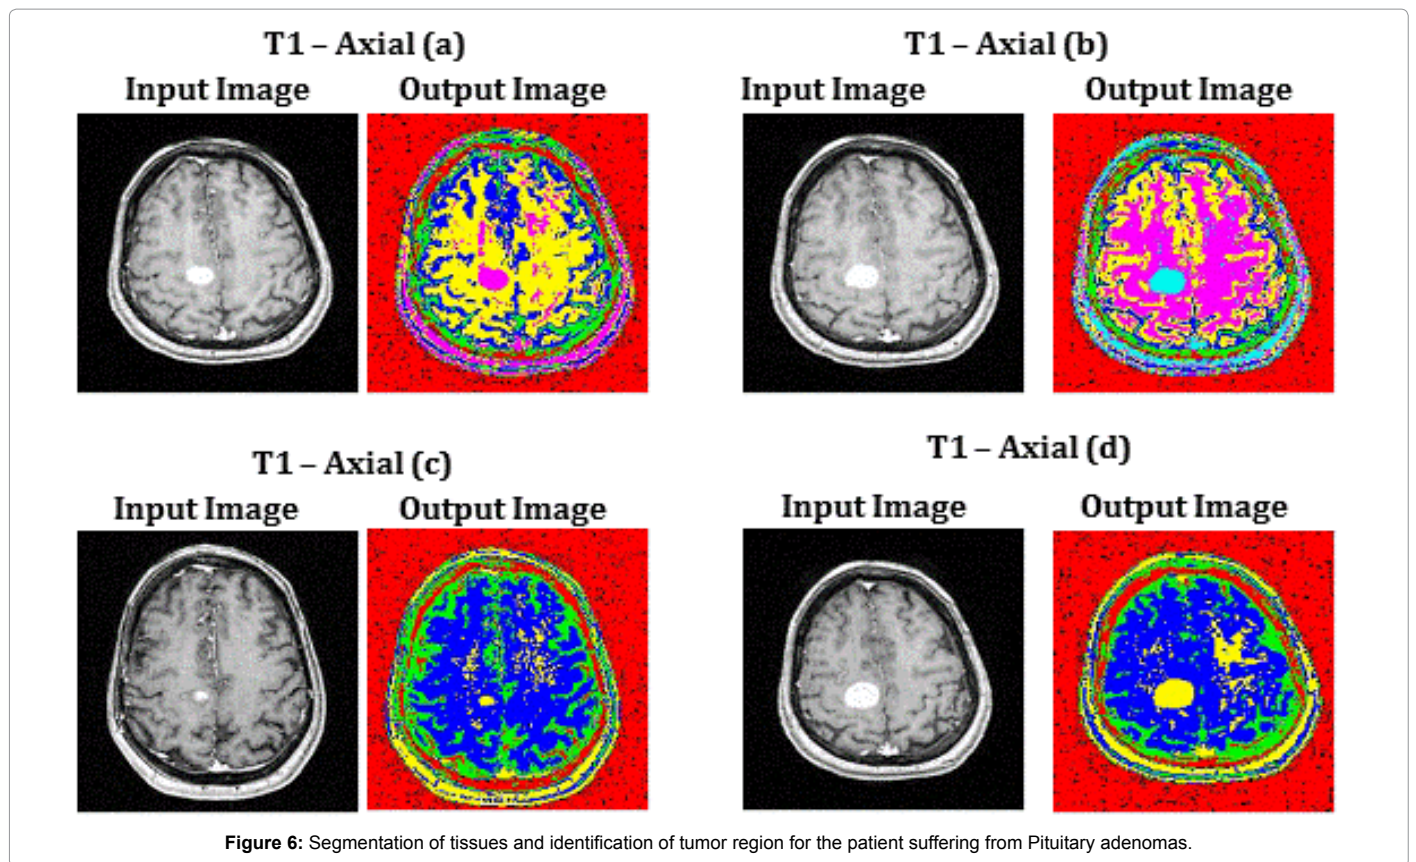 T1 – Axial (a)
Input Image
Output Image
T1 – Axial (b)
Input Image
Output Image
T1 – Axial (c)
Input Image
Output Image
T1 – Axial (d)
Input Image
Output Image
Figure 6: Segmentation of tissues and identification of tumor region for the patient suffering from Pituitary adenomas.